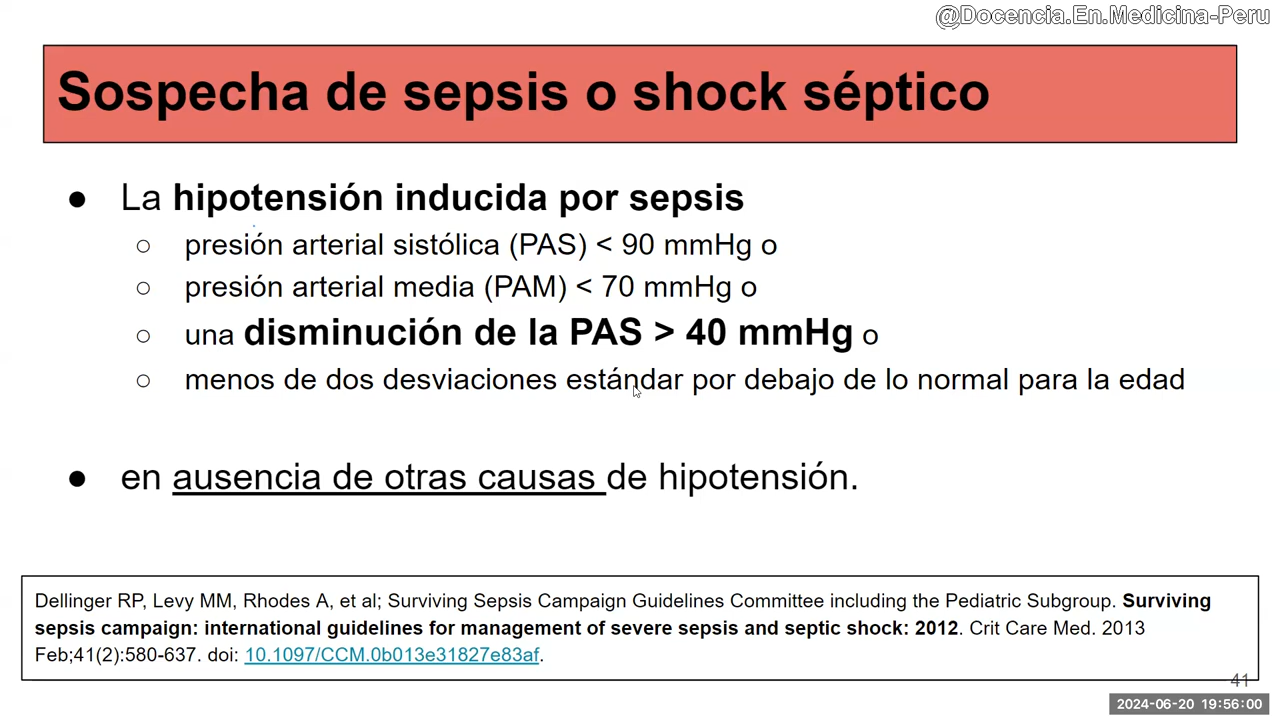 @Docencia.En.Medicina-Peru
Sospecha de sepsis o shock séptico
● La hipotensión inducida por sepsis
○ presión arterial sistólica (PAS) < 90 mmHg o
○ presión arterial media (PAM) < 70 mmHg o
○ una disminución de la PAS > 40 mmHg o
○ menos de dos desviaciones estándar por debajo de lo normal para la edad
● en ausencia de otras causas de hipotensión.
Dellinger RP, Levy MM, Rhodes A, et al; Surviving Sepsis Campaign Guidelines Committee including the Pediatric Subgroup. Surviving
sepsis campaign: international guidelines for management of severe sepsis and septic shock: 2012. Crit Care Med. 2013
Feb;41(2):580-637. doi: 10.1097/CCM.0b013e31827e83af.
41
2024-06-20 19:56:00